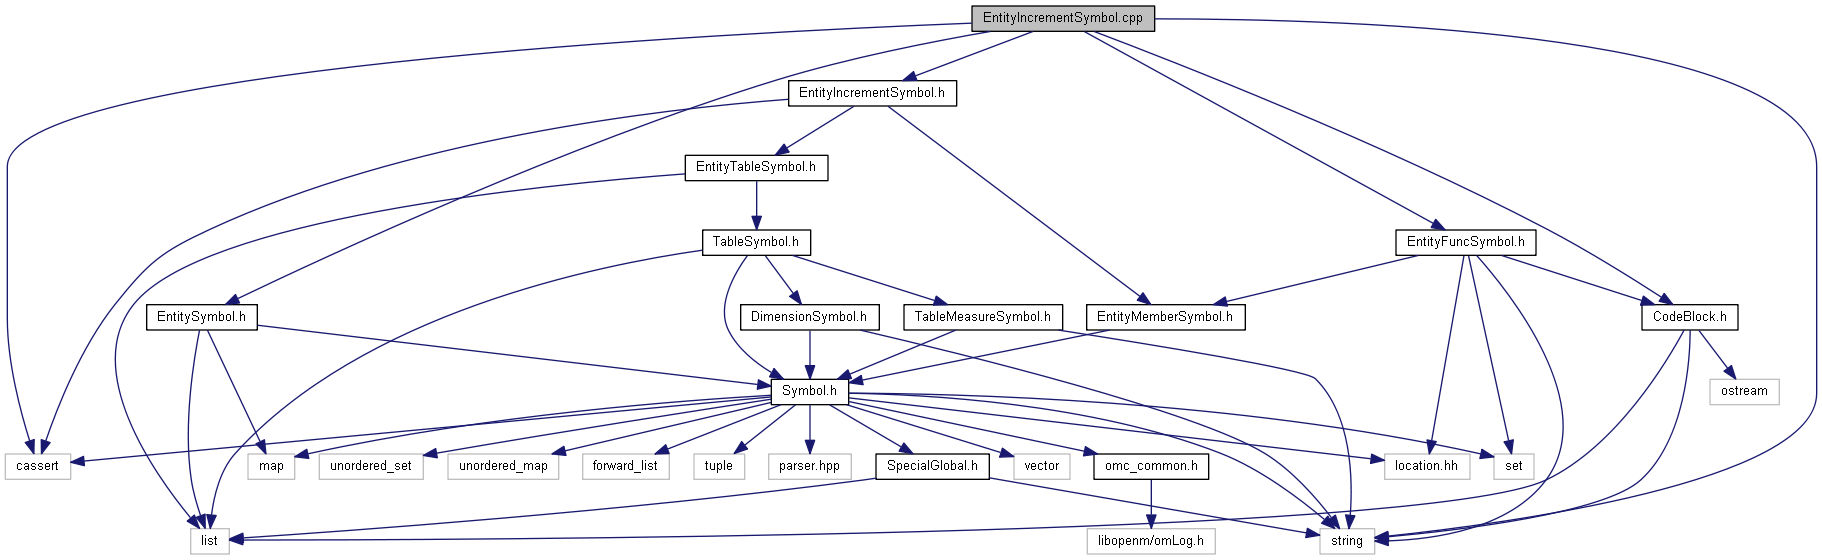 EntityIncrementSymbol.cpp
EntityIncrementSymbol.h
EntityTableSymbol.h
TableSymbol.h
EntityFuncSymbol.h
EntitySymbol.h
DimensionSymbol.h
TableMeasureSymbol.h
EntityMemberSymbol.h
CodeBlock.h
Symbol.h
ostream
cassert
map
unordered_set
unordered_map
forward_list
tuple
parser.hpp
SpecialGlobal.h
vector
omc_common.h
location.hh
set
list
libopenm/omLog.h
string